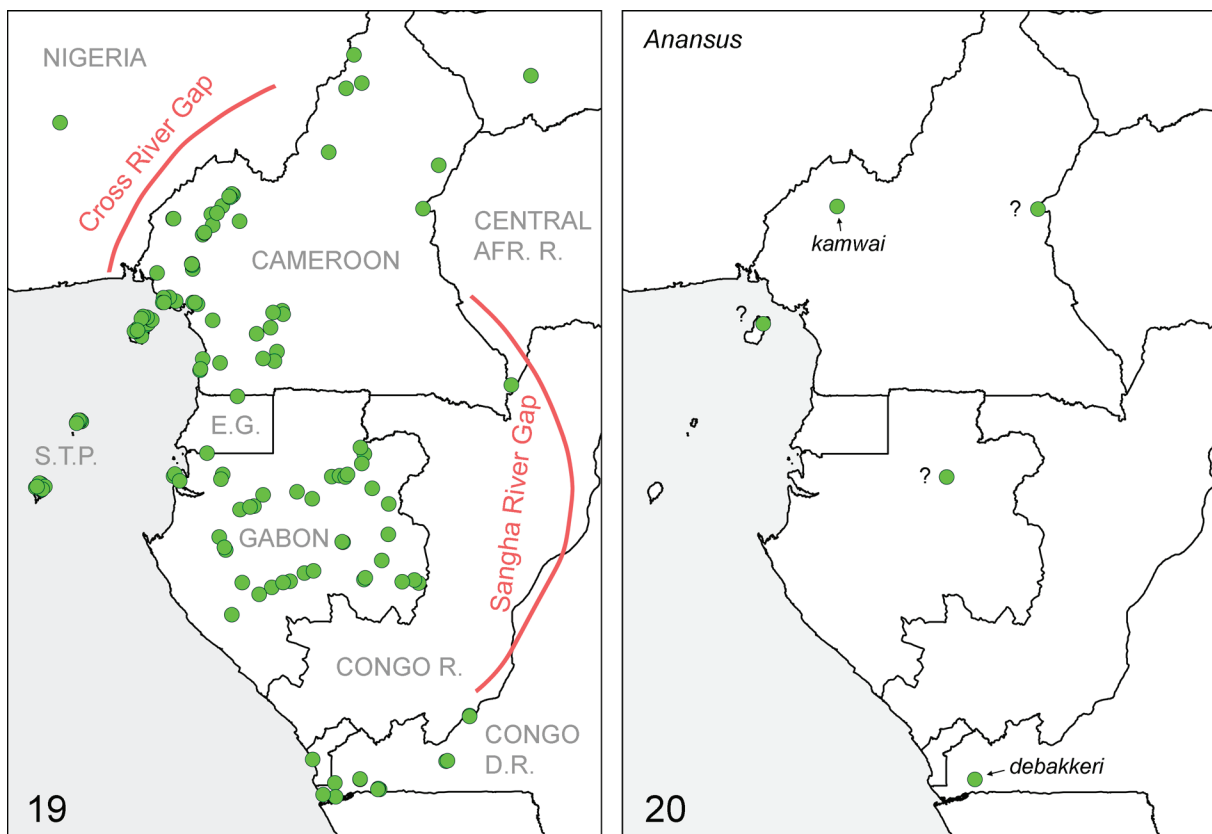 NIGERIA
Cross River Gap
CENTRAL
AFR. R.
CAMEROON
E.G.
S.T.P.
Sangha River Gap
GABON
CONGO R.
CONGO
D.R.
19
Anansus
?
kamwai
?
?
debakkeri
20